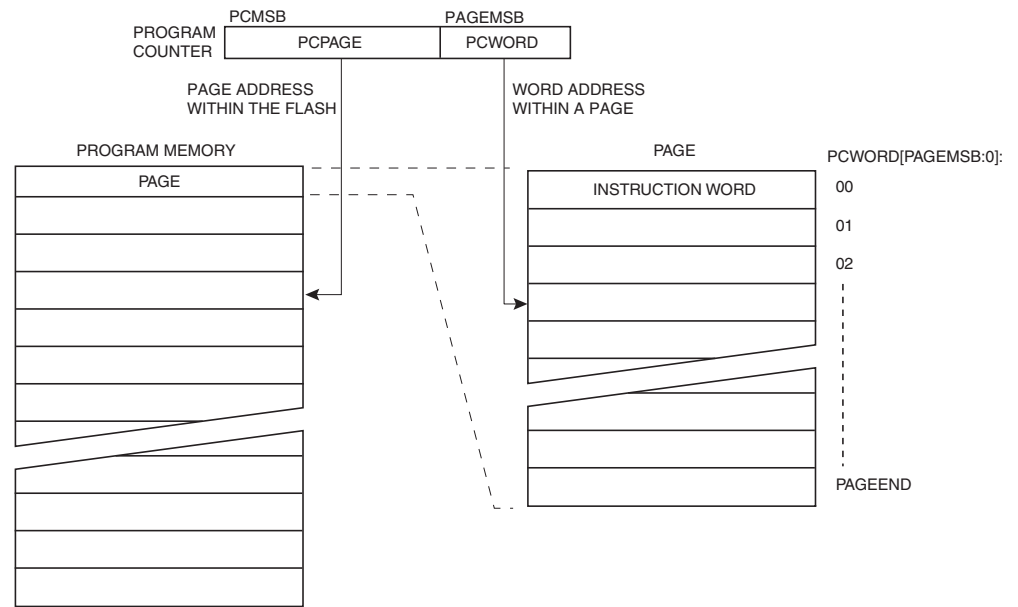 PCMSB
PAGEMSB
PROGRAM
COUNTER
PCPAGE
PCWORD
PAGE ADDRESS
WITHIN THE FLASH
WORD ADDRESS
WITHIN A PAGE
PROGRAM MEMORY
PAGE
PAGE
PCWORD[PAGEMSB:0]:
INSTRUCTION WORD
00
01
02
PAGEEND